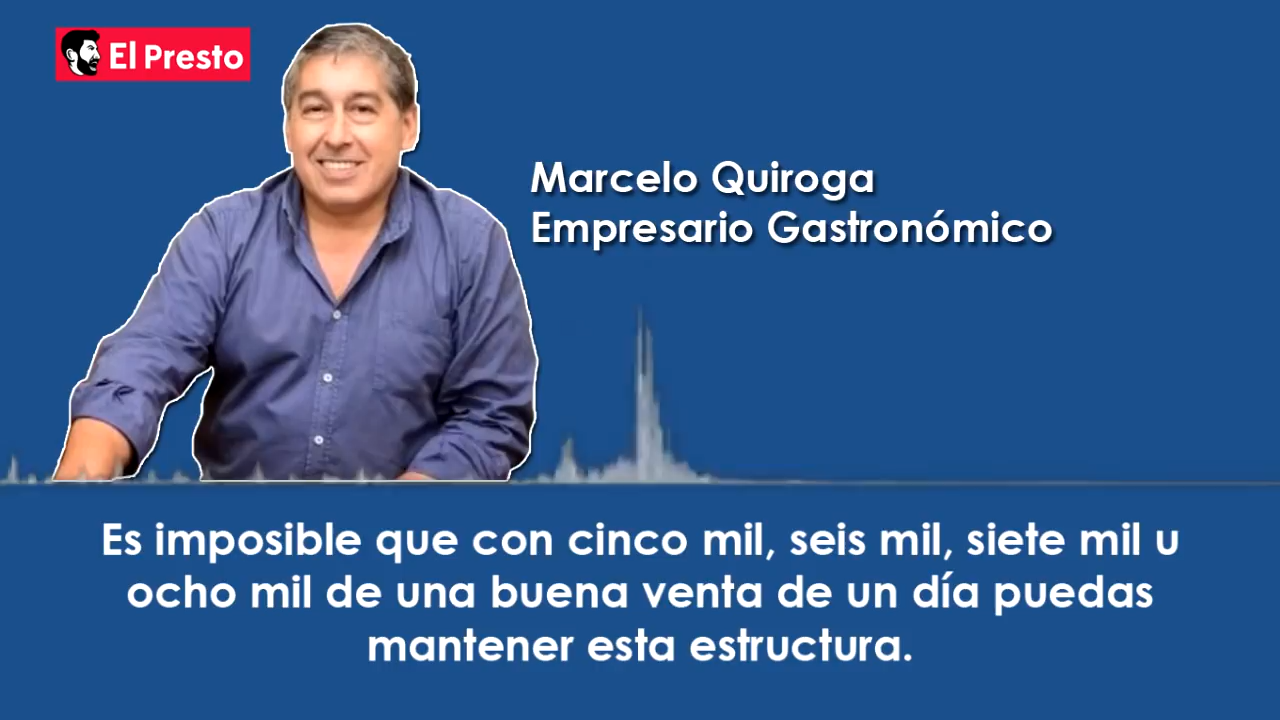 El Presto
Marcelo Quiroga
Empresario Gastronómico
Es imposible que con cinco mil, seis mil, siete mil u
ocho mil de una buena venta de un día puedas
mantener esta estructura.